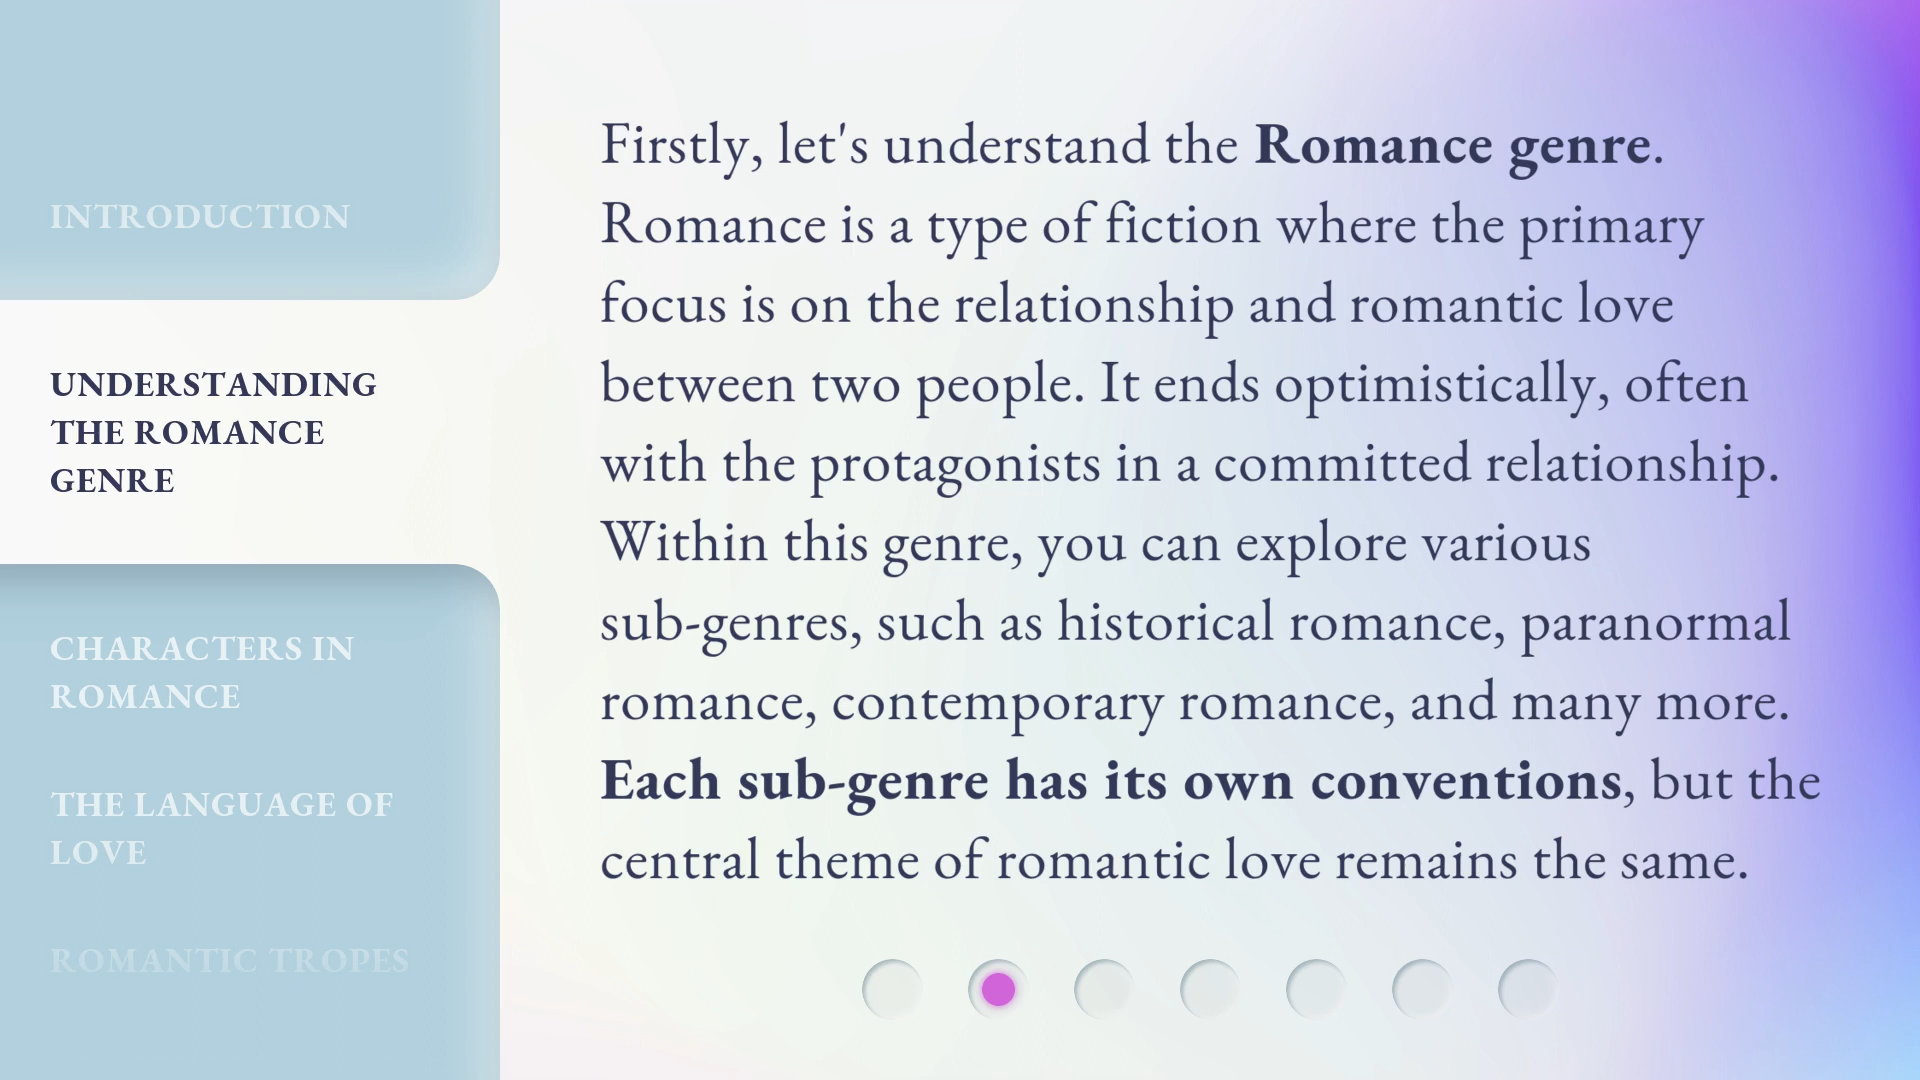 INTRODUCTION
UNDERSTANDING
THE ROMANCE
GENRE
CHARACTERS IN
ROMANCE
THE LANGUAGE OF
LOVE
ROMANTIC TROPES
Firstly, let's understand the Romance genre.
Romance is a type of fiction where the primary
focus is on the relationship and romantic love
between two people. It ends optimistically, often
with the protagonists in a committed relationship.
Within this genre, you can explore various
sub-genres, such as historical romance, paranormal
romance, contemporary romance, and many more.
Each sub-genre has its own conventions, but the
central theme of romantic love remains the same.